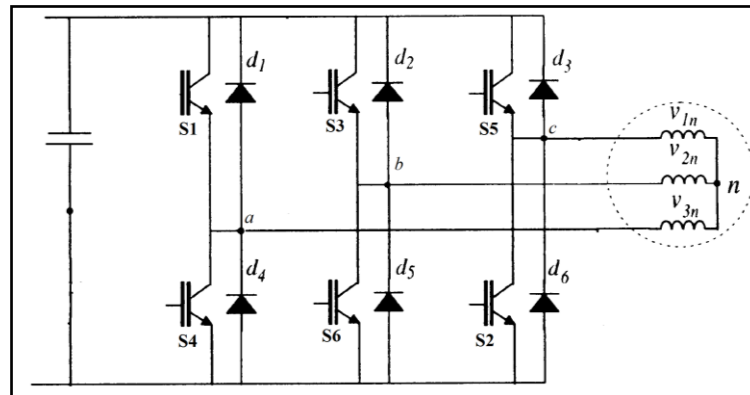 d1 d2 d3
S1 S3 S5
c v1n
v2n
b n
a v3n
d4 d5 d6
S4 S6 S2